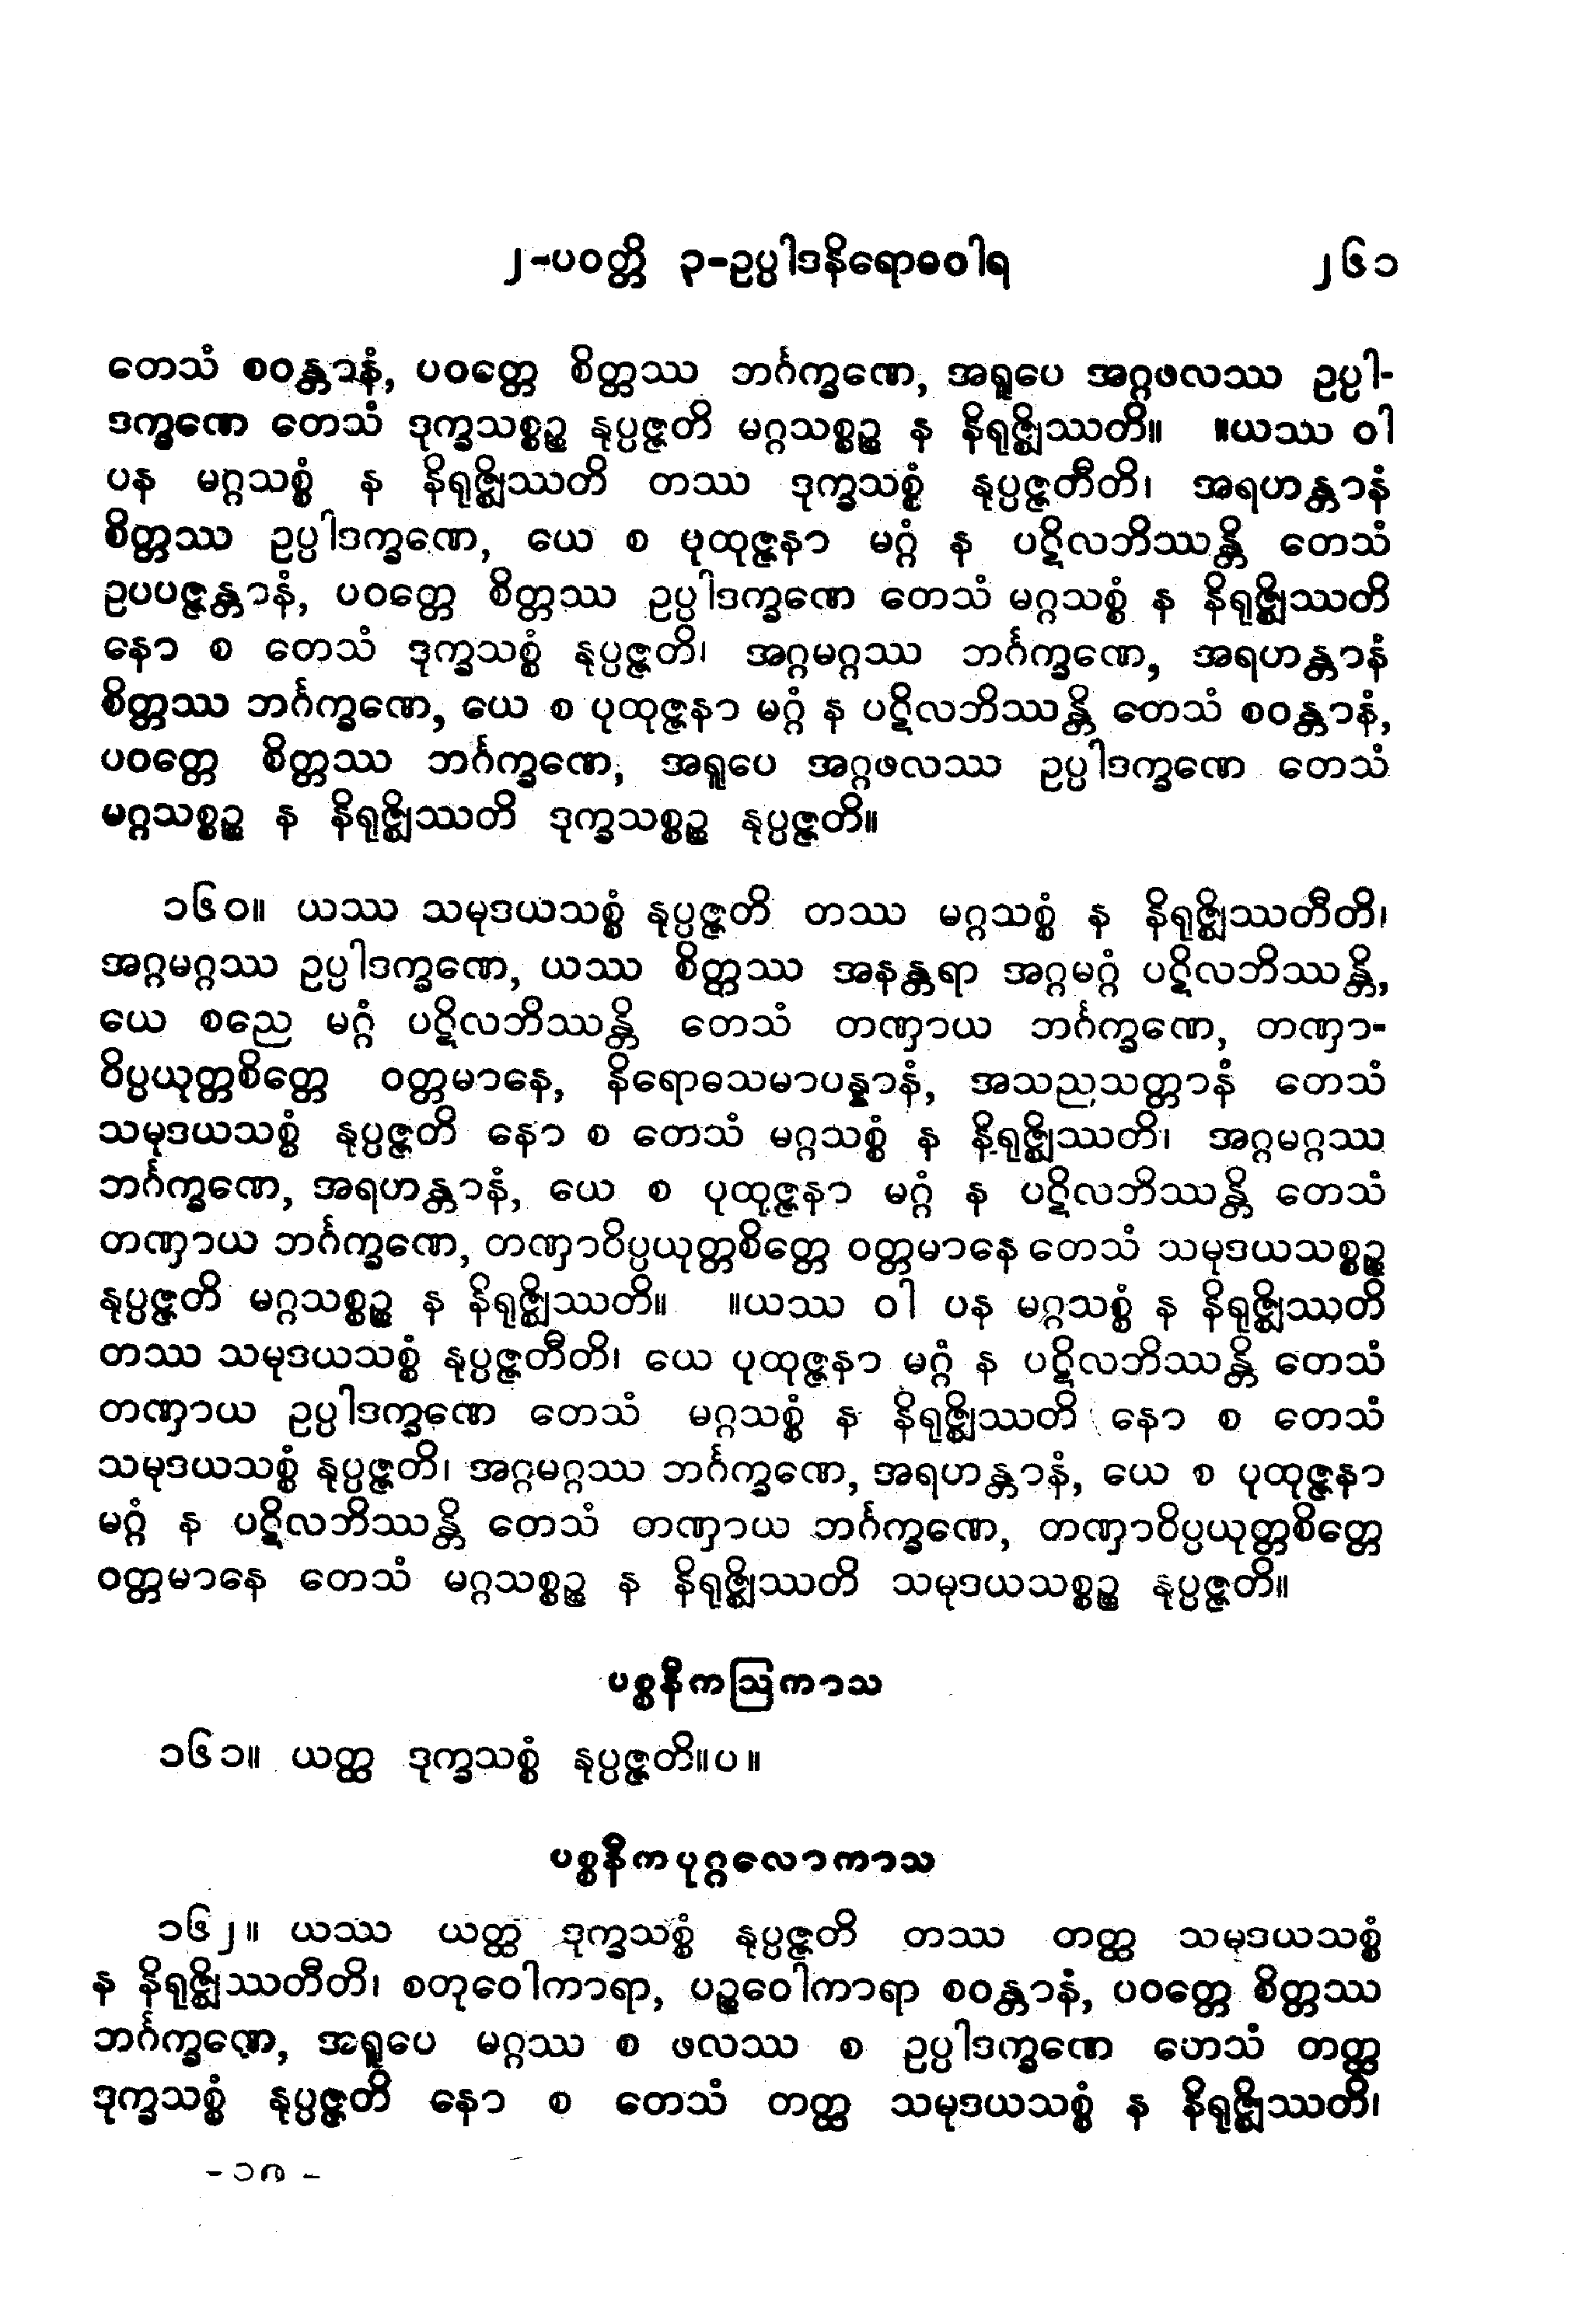 ၂-ပဝတ္တိ ၃-ဥပ္ပါဒနိရောဓဝါရ ၂၆၁
တေသံ စဝန္တာနံ, ပဝတ္တေ စိတ္တဿ ဘင်္ဂက္ခဏေ, အရူပေ အဂ္ဂဖလဿ ဥပ္ပါ-
ဒက္ခဏေ တေသံ ဒုက္ခသစ္စဉ္စ နုပ္ပဇ္ဇတိ မဂ္ဂသစ္စဉ္စ န နိရုဇ္ဈိဿတိ။ ။ယဿ ဝါ
ပန မဂ္ဂသစ္စံ န နိရုဇ္ဈိဿတိ တဿ ဒုက္ခသစ္စံ နုပ္ပဇ္ဇတီတိ၊ အရဟန္တာနံ
စိတ္တဿ ဥပ္ပါဒက္ခဏေ, ယေ စ ဗုထုဇ္ဇနာ မဂ္ဂံ န ပဋိလဘိဿန္တိ တေသံ
ဥပပဇ္ဇန္တာနံ, ပဝတ္တေ စိတ္တဿ ဥပ္ပါဒက္ခဏေ တေသံ မဂ္ဂသစ္စံ န နိရုဇ္ဈိဿတိ
နော စ တေသံ ဒုက္ခသစ္စံ နုပ္ပဇ္ဇတိ၊ အဂ္ဂမဂ္ဂဿ ဘင်္ဂက္ခဏေ, အရဟန္တာနံ
စိတ္တဿ ဘင်္ဂက္ခဏေ, ယေ စ ပုထုဇ္ဇနာ မဂ္ဂံ န ပဋိလဘိဿန္တိ တေသံ စဝန္တာနံ,
ပဝတ္တေ စိတ္တဿ ဘင်္ဂက္ခဏေ, အရူပေ အဂ္ဂဖလဿ ဥပ္ပါဒက္ခဏေ တေသံ
မဂ္ဂသစ္စဉ္စ န နိရုဇ္ဈိဿတိ ဒုက္ခသစ္စဉ္စ နုပ္ပဇ္ဇတိ။
၁၆၀။ ယဿ သမုဒယသစ္စံ နုပ္ပဇ္ဇတိ တဿ မဂ္ဂသစ္စံ န နိရုဇ္ဈိဿတီတိ၊
အဂ္ဂမဂ္ဂဿ ဥပ္ပါဒက္ခဏေ, ယဿ စိတ္တဿ အနန္တရာ အဂ္ဂမဂ္ဂံ ပဋိလဘိဿန္တိ,
ယေ စညေ မဂ္ဂံ ပဋိလဘိဿန္တိ တေသံ တဏှာယ ဘင်္ဂက္ခဏေ, တဏှာ-
ဝိပ္ပယုတ္တစိတ္တေ ဝတ္တမာနေ, နိရောဓသမာပန္နာနံ, အသညသတ္တာနံ တေသံ
သမုဒယသစ္စံ နုပ္ပဇ္ဇတိ နော စ တေသံ မဂ္ဂသစ္စံ န နိရုဇ္ဈိဿတိ၊ အဂ္ဂမဂ္ဂဿ
ဘင်္ဂက္ခဏေ, အရဟန္တာနံ, ယေ စ ပုထုဇ္ဇနာ မဂ္ဂံ န ပဋိလဘိဿန္တိ တေသံ
တဏှာယ ဘင်္ဂက္ခဏေ, တဏှာဝိပ္ပယုတ္တစိတ္တေ ဝတ္တမာနေ တေသံ သမုဒယသစ္စဉ္စ
နုပ္ပဇ္ဇတိ မဂ္ဂသစ္စဉ္စ န နိရုဇ္ဈိဿတိ။ ။ယဿ ဝါ ပန မဂ္ဂသစ္စံ န နိရုဇ္ဈိဿတိ
တဿ သမုဒယသစ္စံ နုပ္ပဇ္ဇတီတိ၊ ယေ ပုထုဇ္ဇနာ မဂ္ဂံ န ပဋိလဘိဿန္တိ တေသံ
တဏှာယ ဥပ္ပါဒက္ခဏေ တေသံ မဂ္ဂသစ္စံ န နိရုဇ္ဈိဿတိ နော စ တေသံ
သမုဒယသစ္စံ နုပ္ပဇ္ဇတိ၊ အဂ္ဂမဂ္ဂဿ ဘင်္ဂက္ခဏေ, အရဟန္တာနံ, ယေ စ ပုထုဇ္ဇနာ
မဂ္ဂံ န ပဋိလဘိဿန္တိ တေသံ တဏှာယ ဘင်္ဂက္ခဏေ, တဏှာဝိပ္ပယုတ္တစိတ္တေ
ဝတ္တမာနေ တေသံ မဂ္ဂသစ္စဉ္စ န နိရုဇ္ဈိဿတိ သမုဒယသစ္စဉ္စ နုပ္ပဇ္ဇတိ။
ပစ္စနီကဩကာသ
၁၆၁။ ယတ္ထ ဒုက္ခသစ္စံ နုပ္ပဇ္ဇတိ။ပ။
ပစ္စနီကပုဂ္ဂလောကာသ
၁၆၂။ ယဿ ယတ္ထ ဒုက္ခသစ္စံ နုပ္ပဇ္ဇတိ တဿ တတ္ထ သမုဒယသစ္စံ
န နိရုဇ္ဈိဿတီတိ၊ စတုဝေါကာရာ, ပဉ္စဝေါကာရာ စဝန္တာနံ, ပဝတ္တေ စိတ္တဿ
ဘင်္ဂက္ခဏေ, အရူပေ မဂ္ဂဿ စ ဖလဿ စ ဥပ္ပါဒက္ခဏေ တေသံ တတ္ထ
ဒုက္ခသစ္စံ နုပ္ပဇ္ဇတိ နော စ တေသံ တတ္ထ သမုဒယသစ္စံ န နိရုဇ္ဈိဿတိ၊
- ၁၈ -